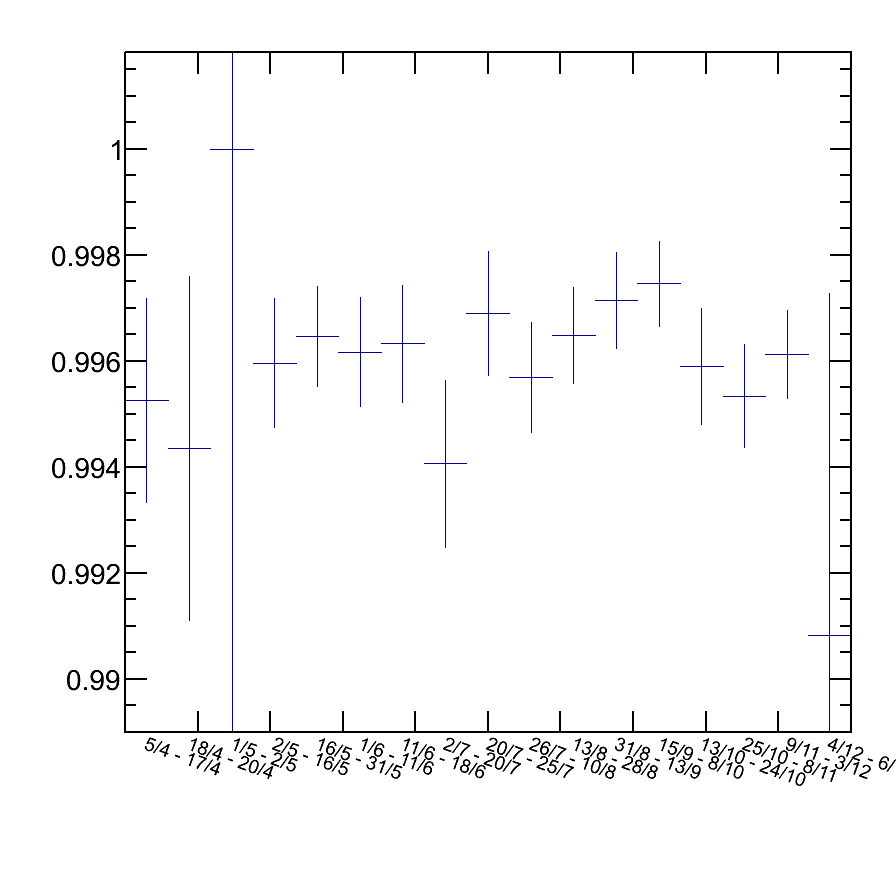 1
0.998
0.996
0.994
0.992
0.99
5/4 - 17/4
18/4 - 20/4
1/5 - 2/5
2/5 - 16/5
16/5 - 31/5
1/6 - 11/6
11/6 - 18/6
2/7 - 20/7
20/7 - 25/7
26/7 - 10/8
13/8 - 28/8
31/8 - 13/9
15/9 - 8/10
13/10 - 24/10
25/10 - 8/11
9/11 - 3/12
4/12 - 6/